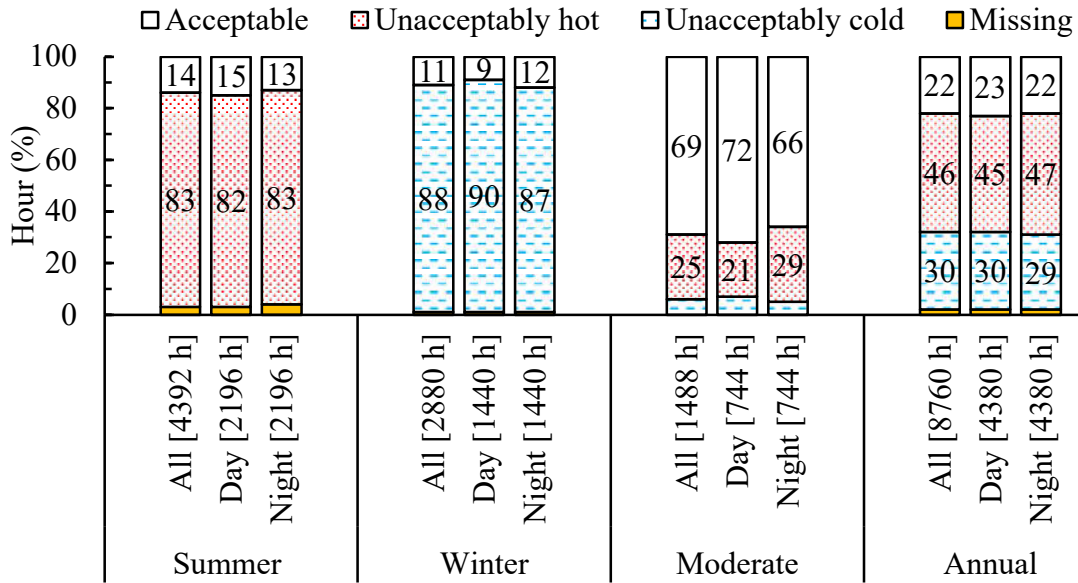 Acceptable Unacceptably hot Unacceptably cold Missing
Hour (%)
100
80
60
40
20
0
14 15 13
83 82 83
11 9 12
88 90 87
69 72 66
25 21 29
22 23 22
46 45 47
30 30 29
All [4392 h]
Day [2196 h]
Night [2196 h]
All [2880 h]
Day [1440 h]
Night [1440 h]
All [1488 h]
Day [744 h]
Night [744 h]
All [8760 h]
Day [4380 h]
Night [4380 h]
Summer Winter Moderate Annual